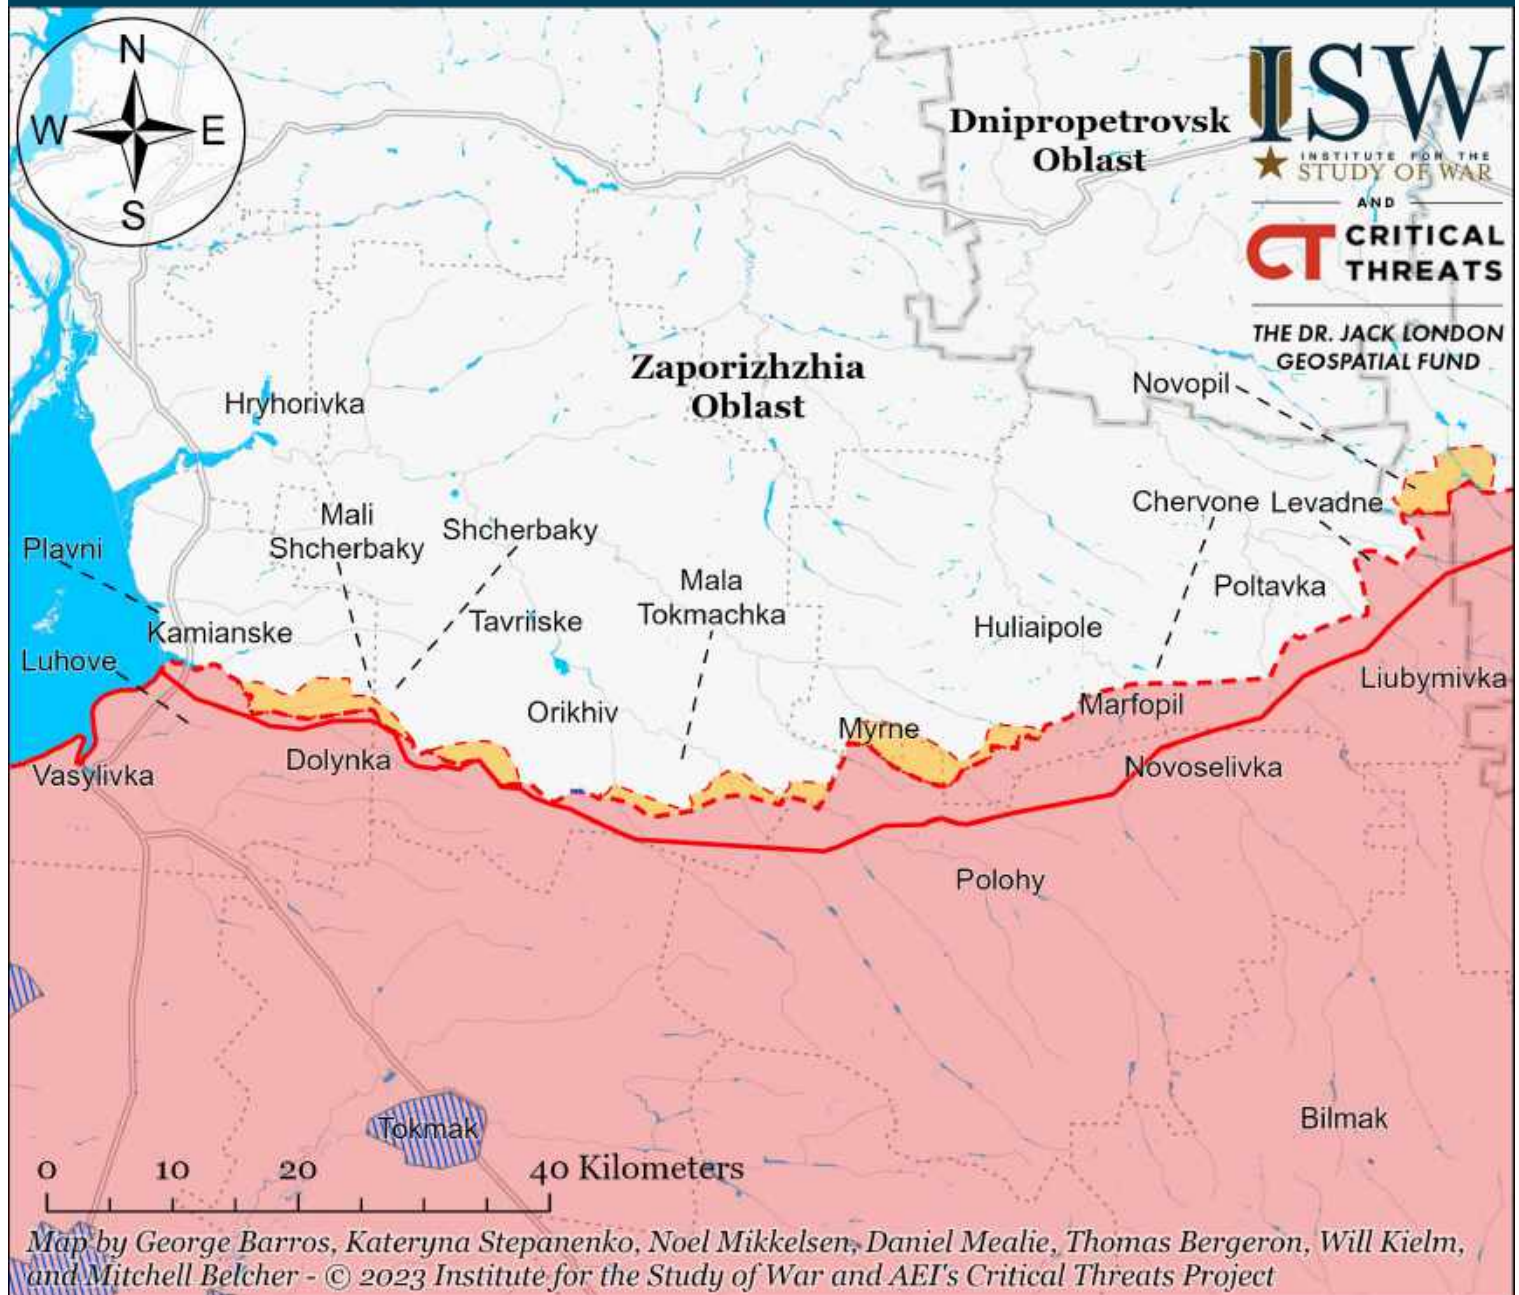 N
W
E
S
Dnipropetrovsk
Oblast
ISW
INSTITUTE FOR THE
STUDY OF WAR
AND
CT CRITICAL
THREATS
THE DR. JACK LONDON
GEOSPATIAL FUND
Zaporizhzhia
Oblast
Novopil
Hryhorivka
Mali
Shcherbaky
Shcherbaky
Chervone
Levadne
Plavni
Mala
Tokmachka
Poltavka
Kamianske
Tavriiske
Huliaipole
Luhove
Liubymivka
Orikhiv
Marfopil
Myrne
Vasylivka
Dolynka
Novoselivka
Polohy
Tokmak
Bilmak
0 10 20 40 Kilometers
Map by George Barros, Kateryna Stepanenko, Noel Mikkelsen, Daniel Mealie, Thomas Bergeron, Will Kielm,
and Mitchell Belcher - © 2023 Institute for the Study of War and AEI's Critical Threats Project